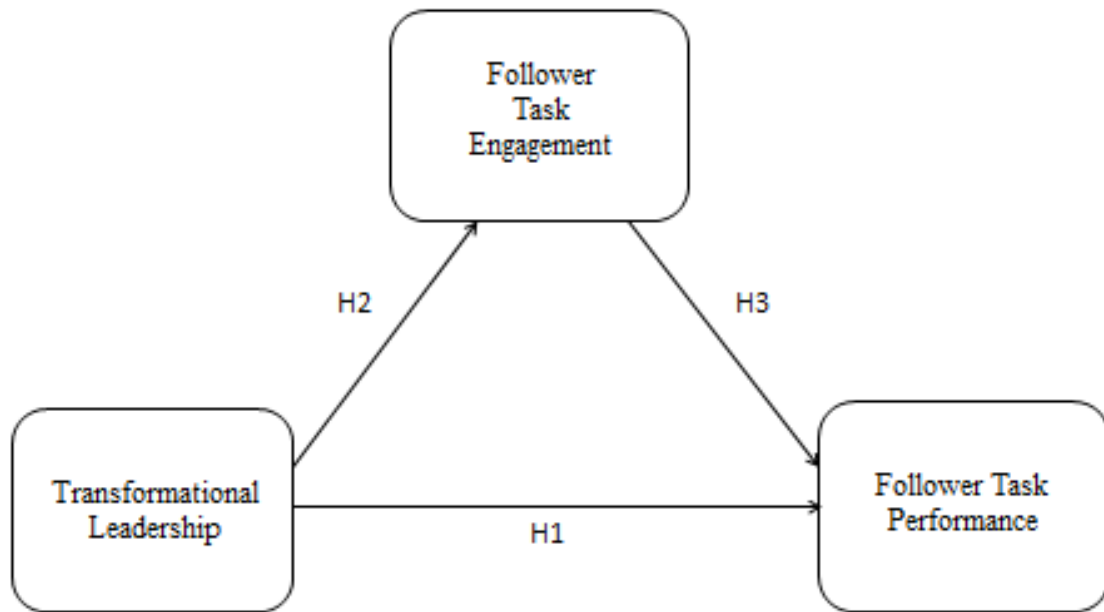 Follower
Task
Engagement
H2
H3
Transformational
Leadership
H1
Follower Task
Performance